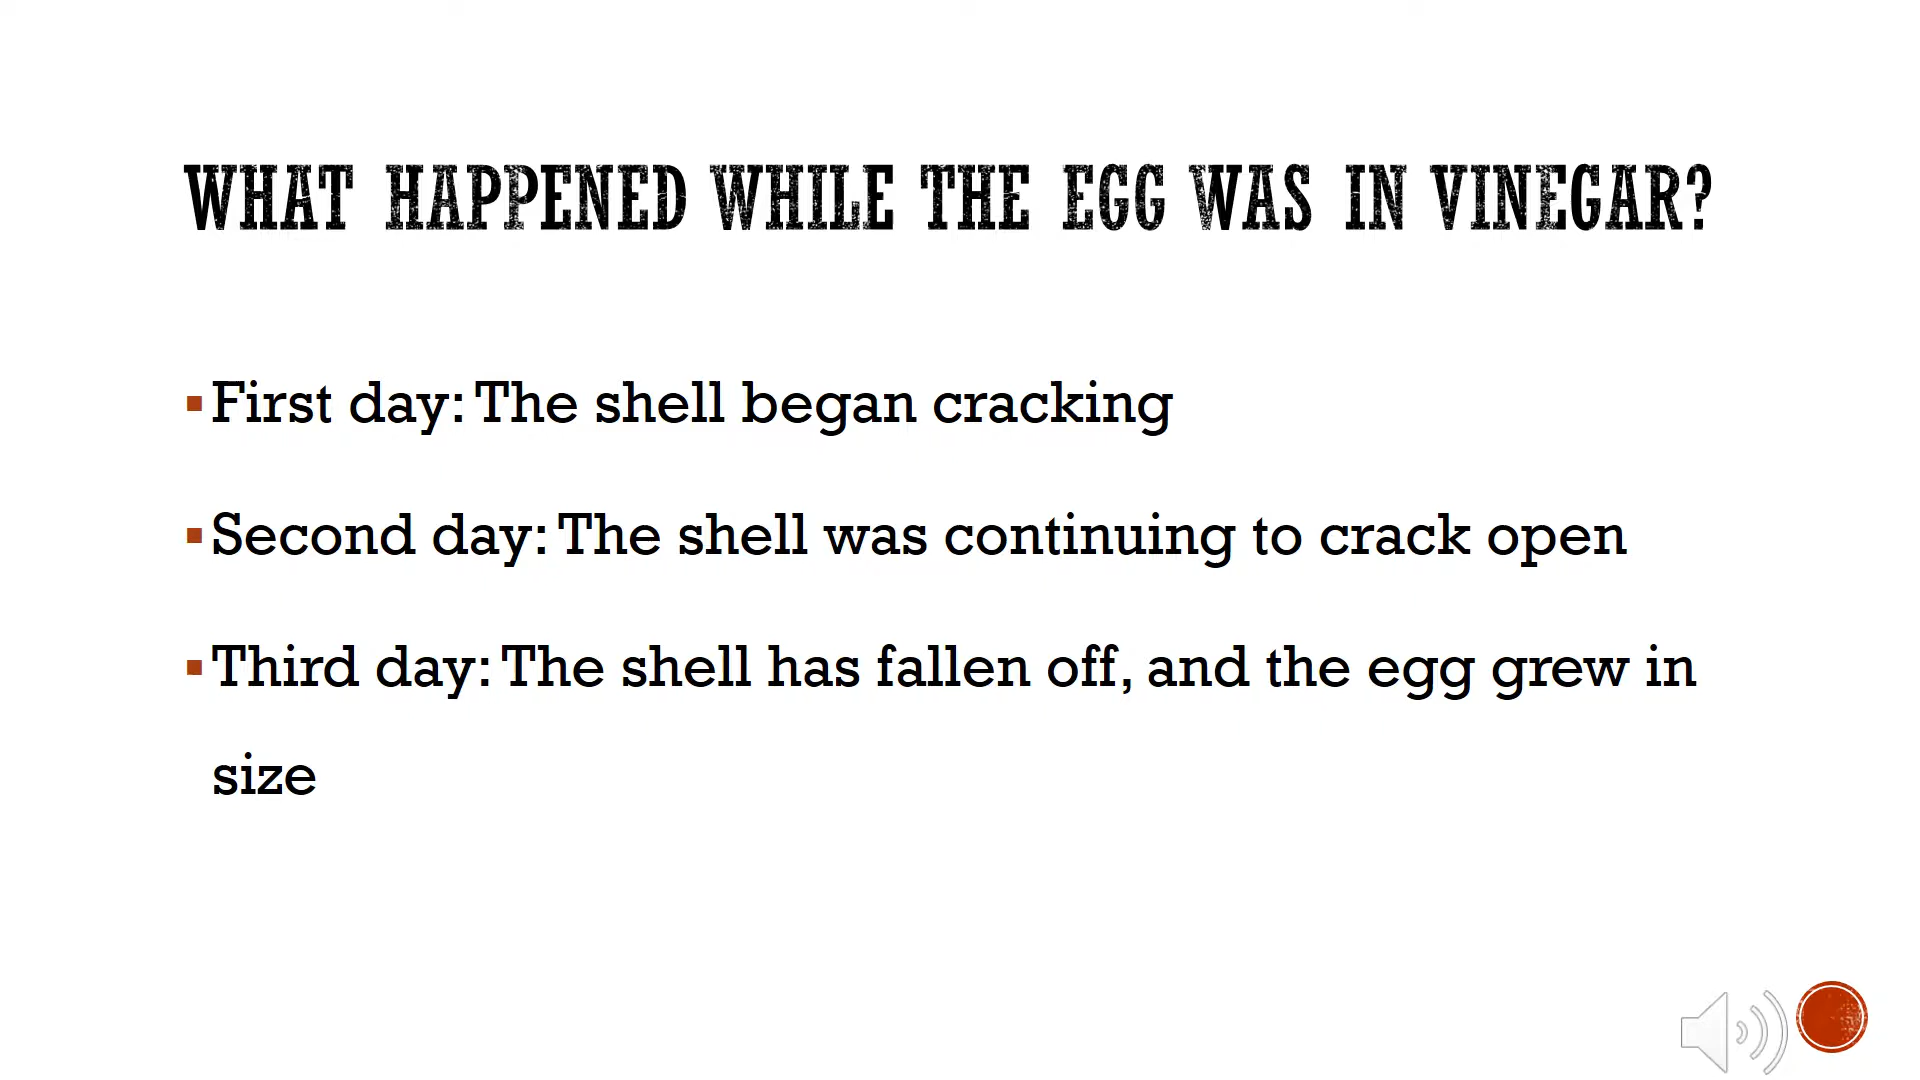 WHAT HAPPENED WHILE THE EGG WAS IN VINEGAR?
▪First day: The shell began cracking
▪Second day: The shell was continuing to crack open
▪Third day: The shell has fallen off, and the egg grew in
size